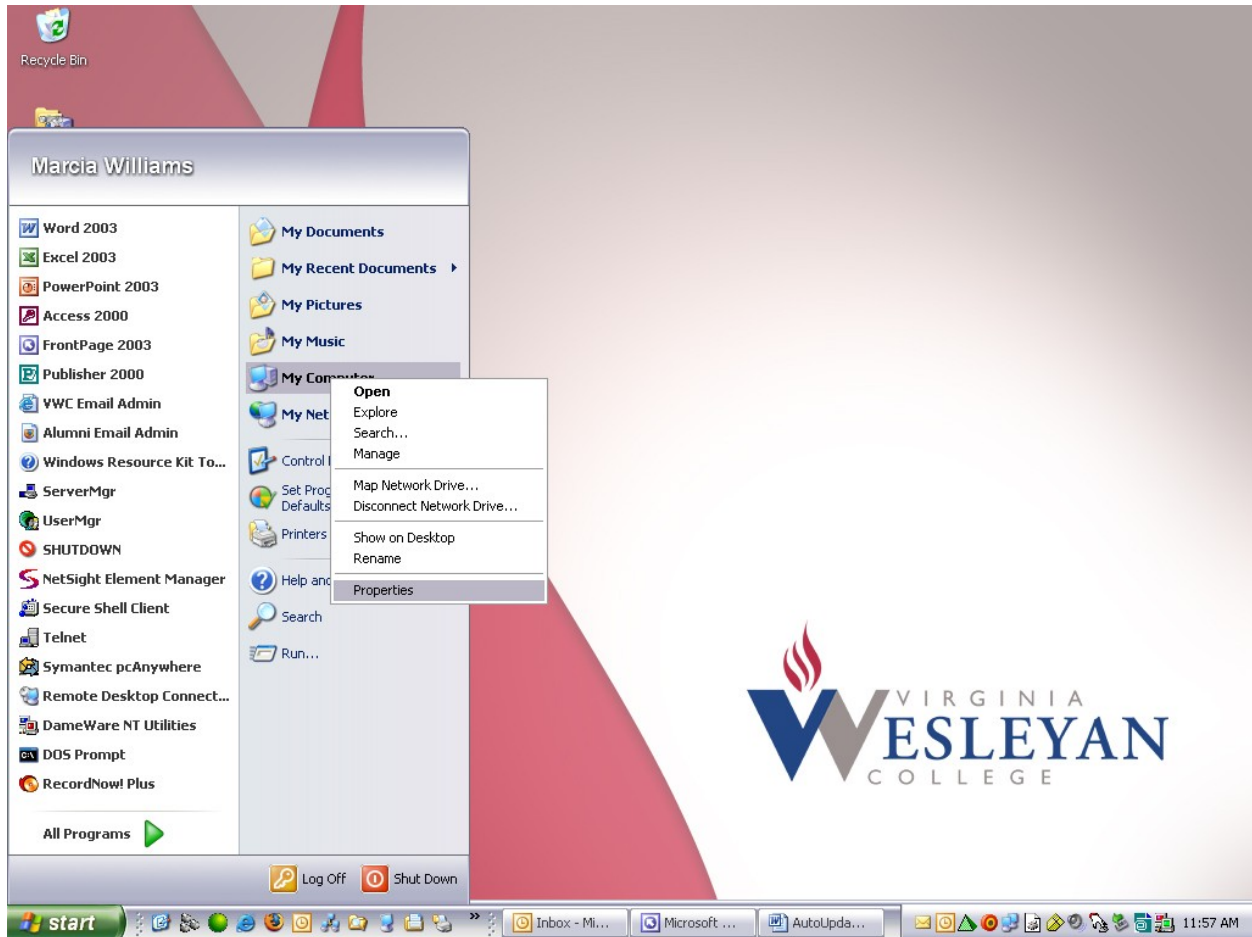 Recycle Bin
Marcia Williams
Word 2003
Excel 2003
PowerPoint 2003
Access 2000
FrontPage 2003
Publisher 2000
VWC Email Admin
Alumni Email Admin
Windows Resource Kit To...
ServerMgr
UserMgr
SHUTDOWN
NetSight Element Manager
Secure Shell Client
Telnet
Symantec pcAnywhere
Remote Desktop Connect...
DameWare NT Utilities
DOS Prompt
RecordNow! Plus
All Programs
My Documents
My Recent Documents
My Pictures
My Music
My Computer
My Net
Control
Set Prog
Defaults
Printers
Help and
Search
Run...
Open
Explore
Search...
Manage
Map Network Drive...
Disconnect Network Drive...
Show on Desktop
Rename
Properties
Log Off
Shut Down
VIRGINIA
WESLEYAN
COLLEGE
start
Inbox - Mi...
Microsoft ...
AutoUpda...
11:57 AM